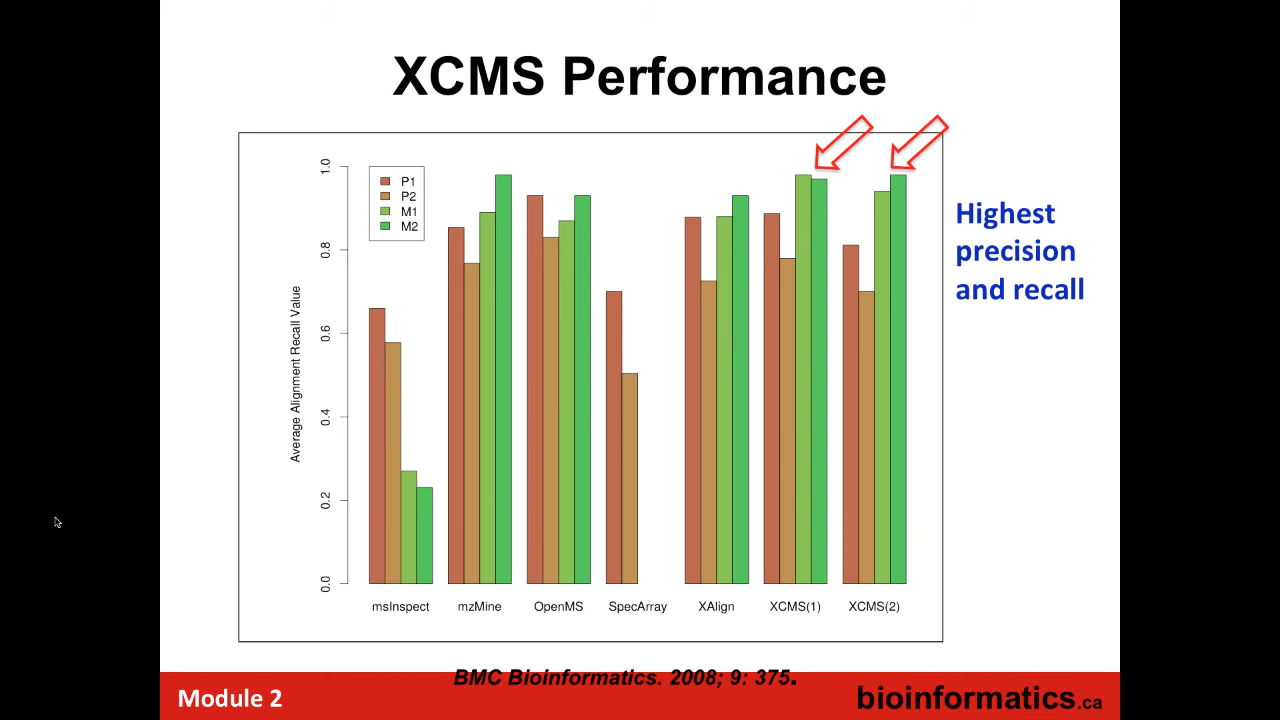 XCMS Performance
P1
P2
M1
M2
Highest
precision
and recall
Average Alignment Recall Value
1.0
0.8
0.6
0.4
0.2
0.0
msInspect mzMine OpenMS SpecArray XAlign XCMS(1) XCMS(2)
BMC Bioinformatics. 2008; 9: 375.
Module 2
bioinformatics.ca